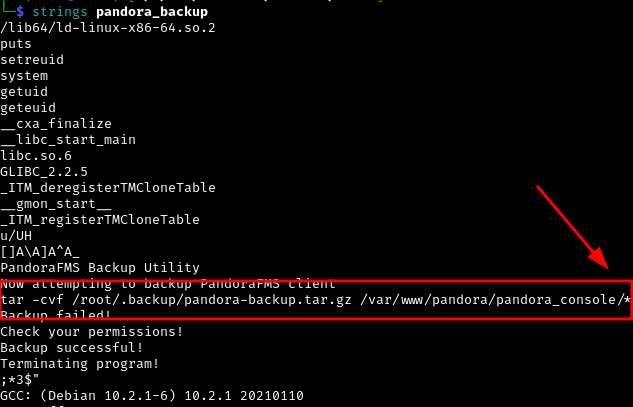 $ strings pandora_backup
/lib64/ld-linux-x86-64.so.2
puts
setreuid
system
getuid
geteuid
__cxa_finalize
__libc_start_main
libc.so.6
GLIBC_2.2.5
_ITM_deregisterTMCloneTable
__gmon_start__
_ITM_registerTMCloneTable
u/UH
[]A\A]A^A_
PandoraFMS Backup Utility
Now attempting to backup PandoraFMS client
tar -cvf /root/.backup/pandora-backup.tar.gz /var/www/pandora/pandora_console/*
Backup failed!
Check your permissions!
Backup successful!
Terminating program!
;*3$"
GCC: (Debian 10.2.1-6) 10.2.1 20210110